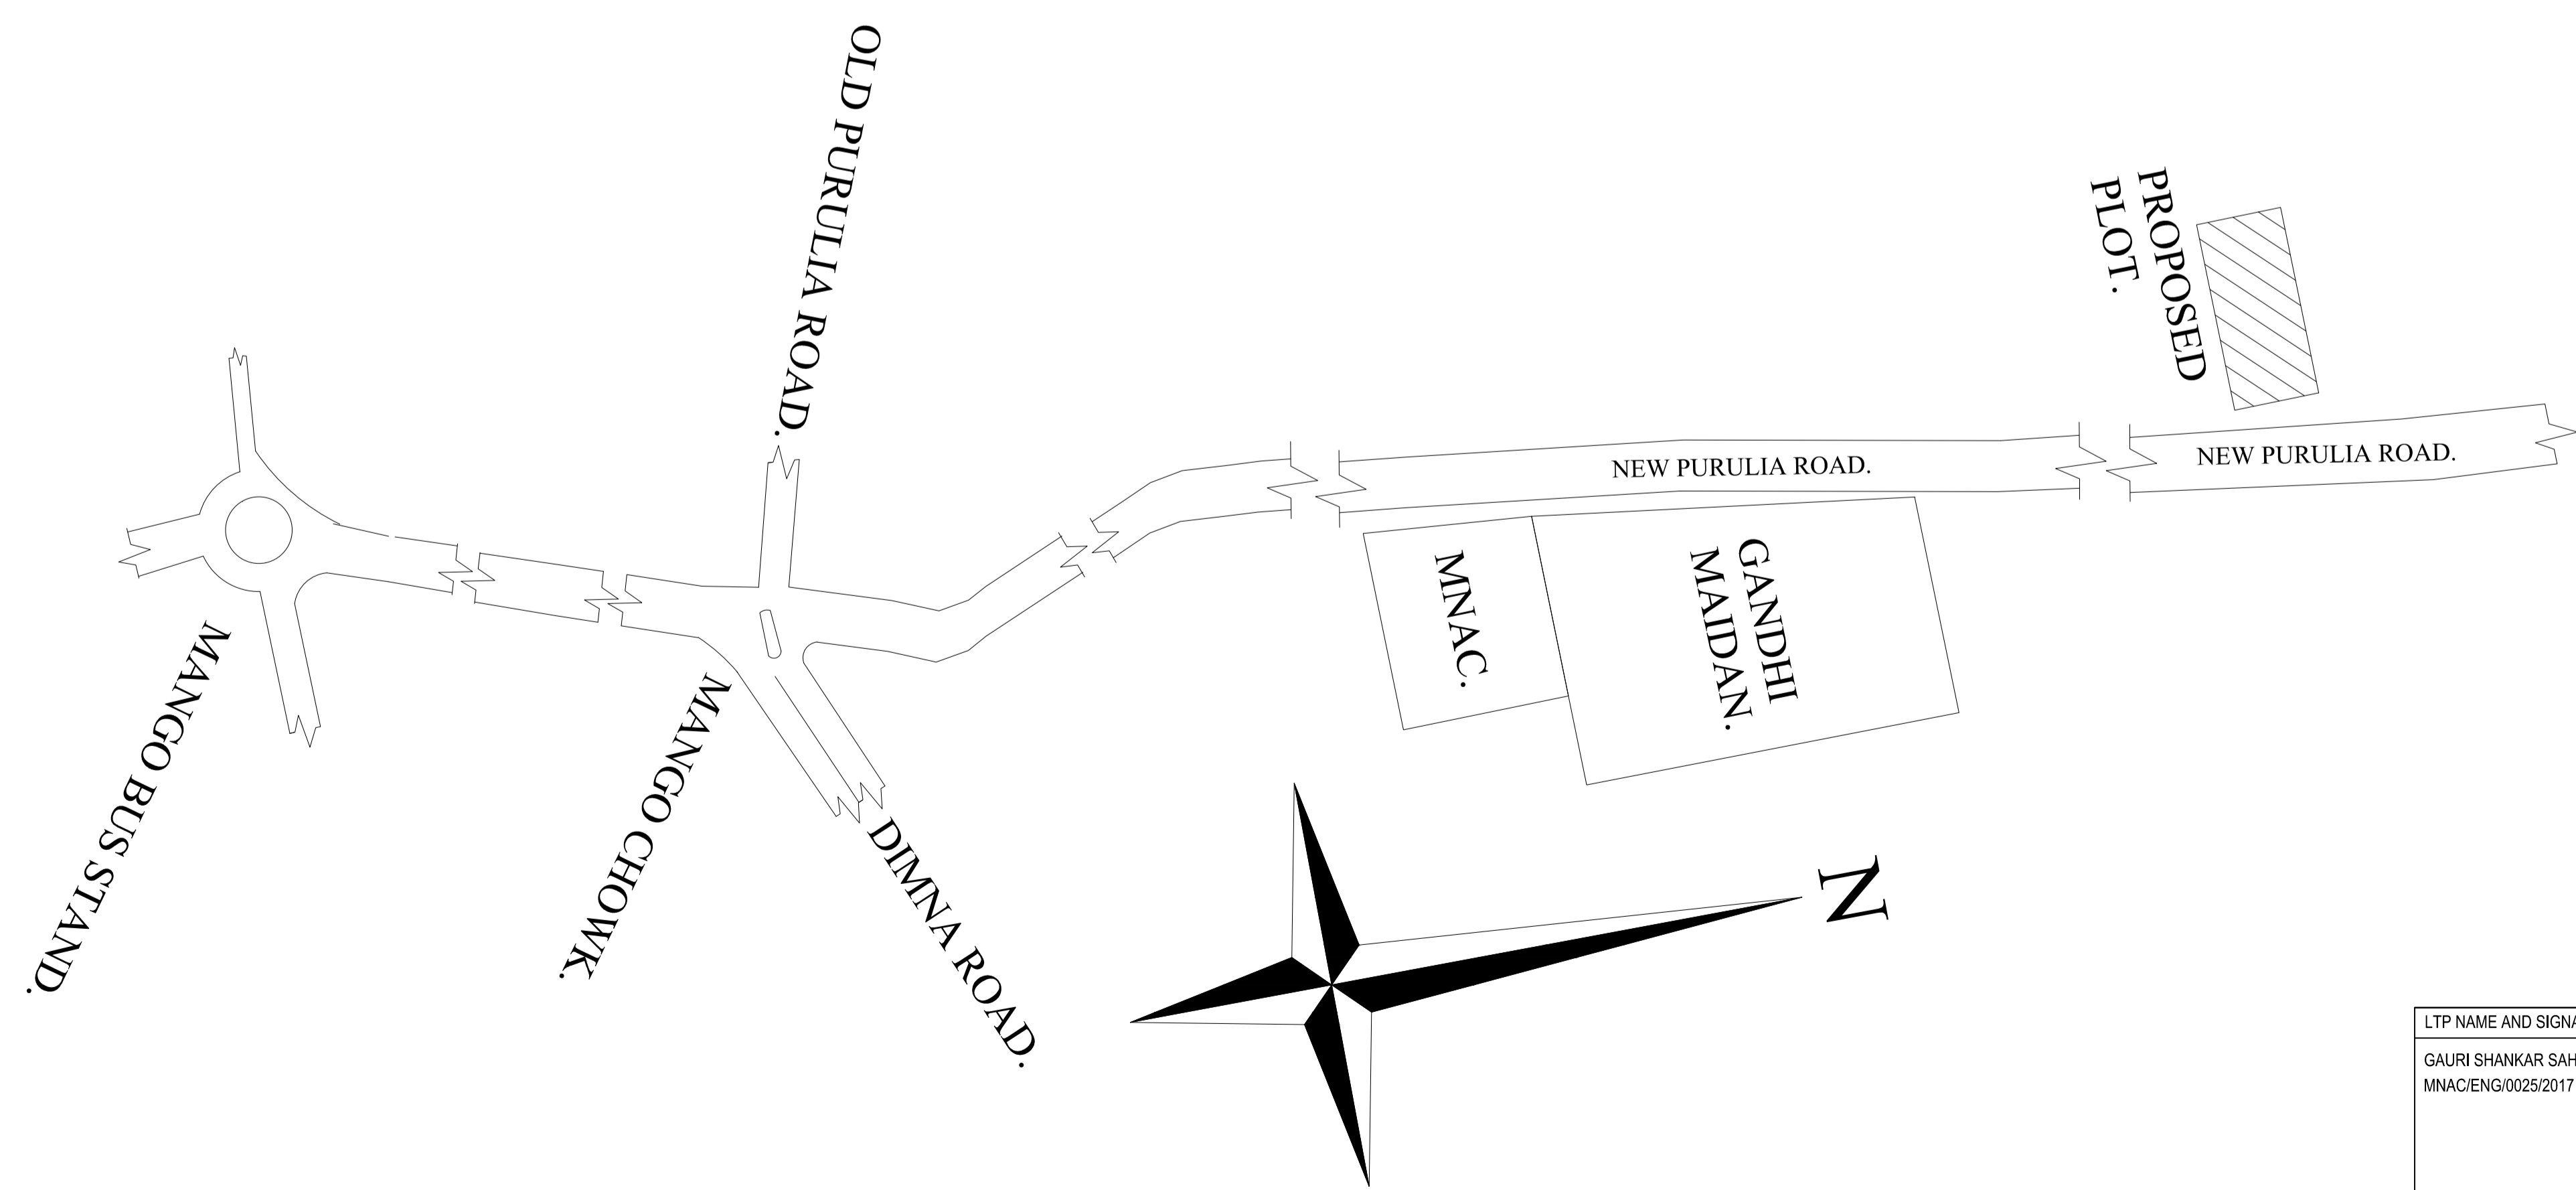 OLD PURULIA ROAD.
PROPOSED
PLOT.
NEW PURULIA ROAD.
NEW PURULIA ROAD.
MNAC.
GANDHI
MAIDAN.
MANGO BUS STAND.
MANGO CHOWK.
DIMNA ROAD.
N
LTP NAME AND SIGNA
GAURI SHANKAR SAH
MNAC/ENG/0025/2017